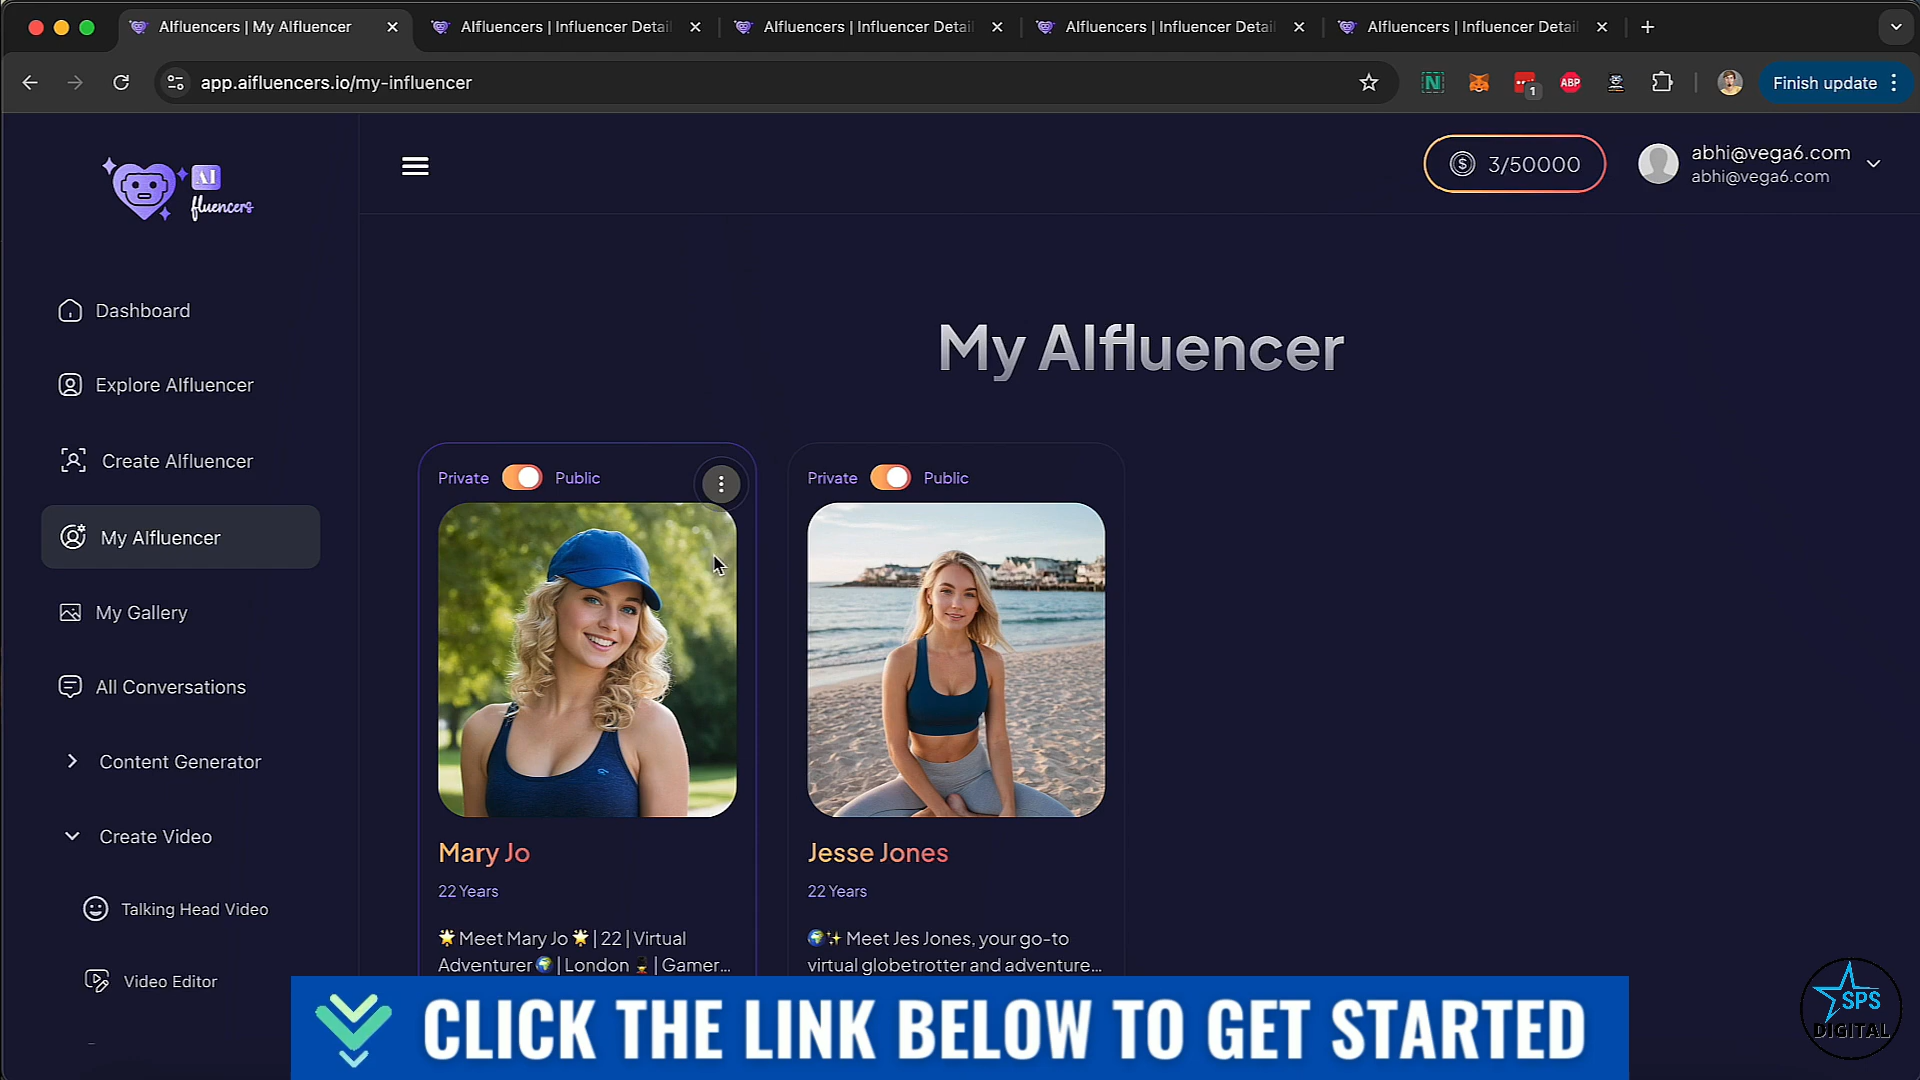 AIfluencers | My AIfluencer
AIfluencers | Influencer Detail
AIfluencers | Influencer Detail
AIfluencers | Influencer Detail
AIfluencers | Influencer Detail
app.aifluencers.io/my-influencer
N
1
ABP
Finish update
AI
fluencers
3/50000
abhi@vega6.com
abhi@vega6.com
Dashboard
Explore AIfluencer
Create AIfluencer
My AIfluencer
My Gallery
All Conversations
Content Generator
Create Video
Talking Head Video
Video Editor
My AIfluencer
Private
Public
Mary Jo
22 Years
🌟 Meet Mary Jo 🌟 | 22 | Virtual
Adventurer 🌍 | London 💂 | Gamer...
Private
Public
Jesse Jones
22 Years
🌍✨ Meet Jes Jones, your go-to
virtual globetrotter and adventure...
CLICK THE LINK BELOW TO GET STARTED
SPS
DIGITAL